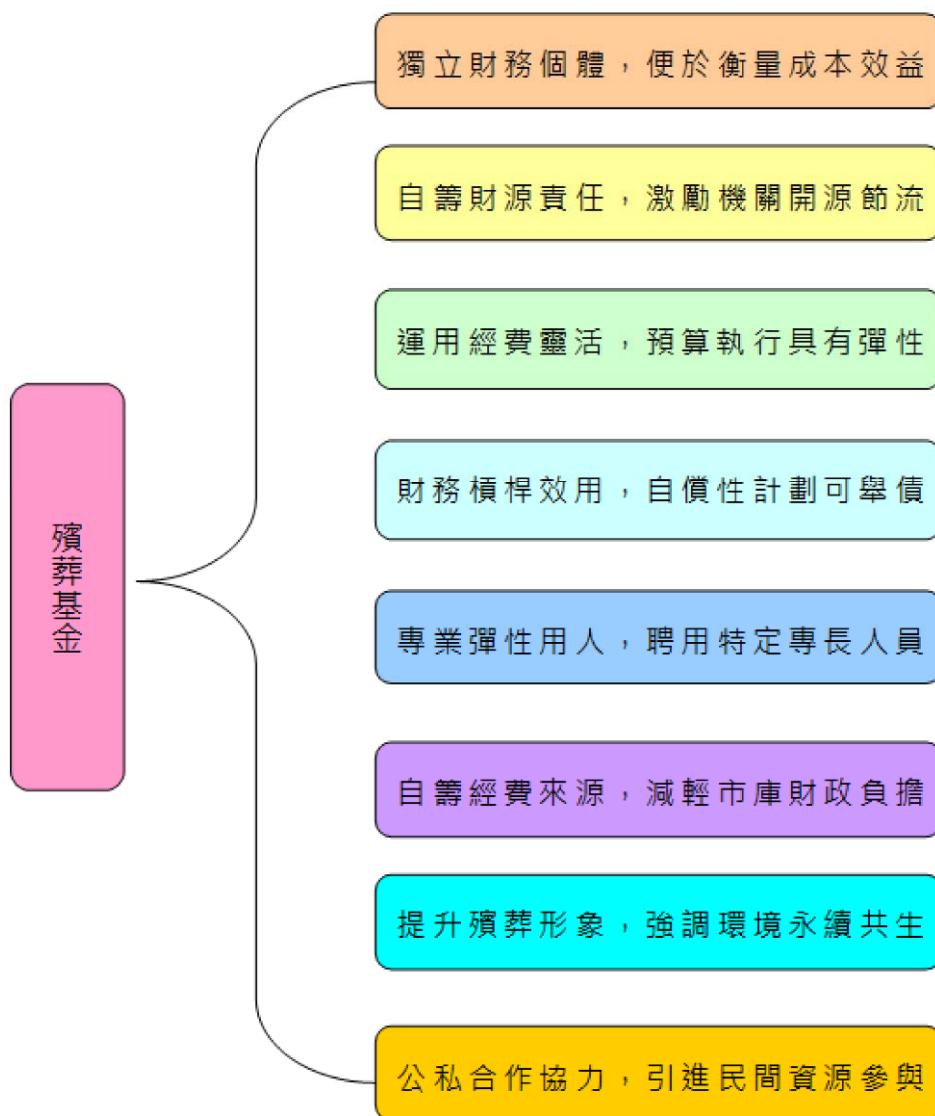 獨立財務個體，便於衡量成本效益
自籌財源責任，激勵機關開源節流
運用經費靈活，預算執行具有彈性
財務槓桿效用，自償性計劃可舉債
殯葬基金
專業彈性用人，聘用特定專長人員
自籌經費來源，減輕市庫財政負擔
提升殯葬形象，強調環境永續共生
公私合作協力，引進民間資源參與